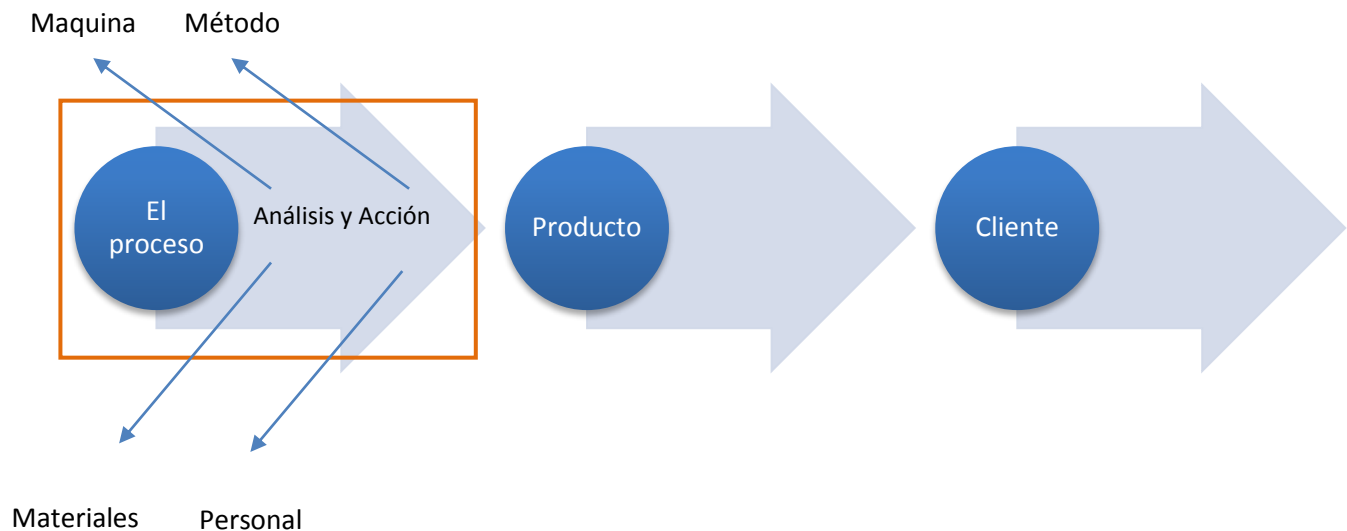 Maquina Método
El
proceso
Análisis y Acción
Producto
Cliente
Materiales Personal